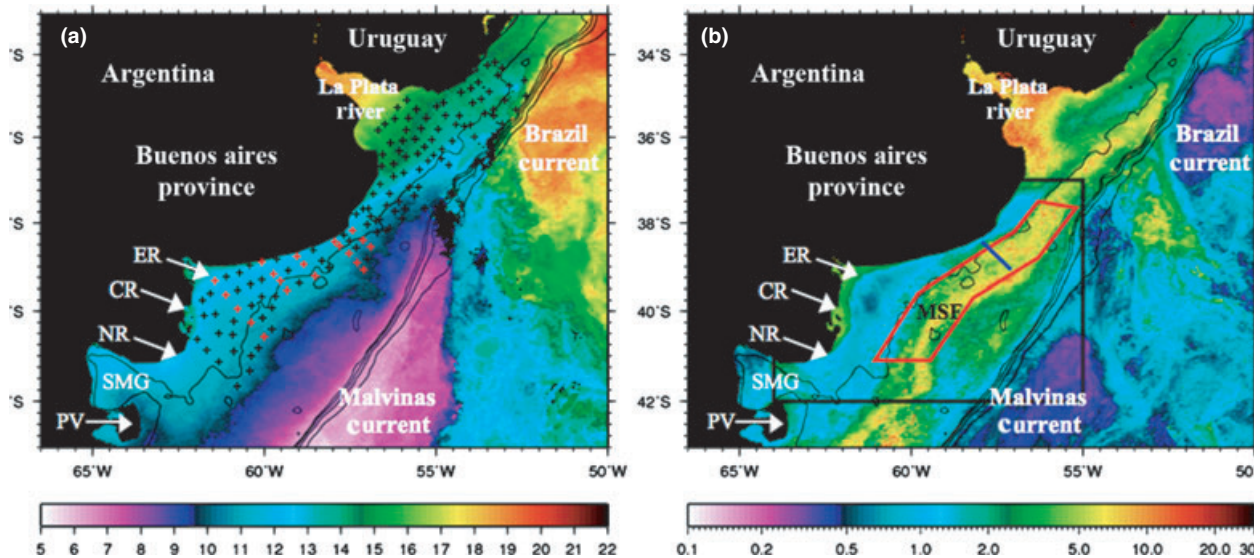 (a)
Uruguay
Argentina
La Plata
river
Buenos aires
province
Brazil
current
ER
CR
NR
SMG
PV
Malvinas
current
°S
°S
°S
°S
°S
65°W
60°W
55°W
50°W
5 6 7 8 9 10 11 12 13 14 15 16 17 18 19 20 21 22
(b)
Uruguay
Argentina
La Plata
river
Buenos aires
province
Brazil
current
ER
CR
NR
MSF
SMG
PV
Malvinas
current
34°S
36°S
38°S
40°S
42°S
60°W
55°W
50°W
0.1 0.2 0.5 1.0 2.0 5.0 10.0 20.0